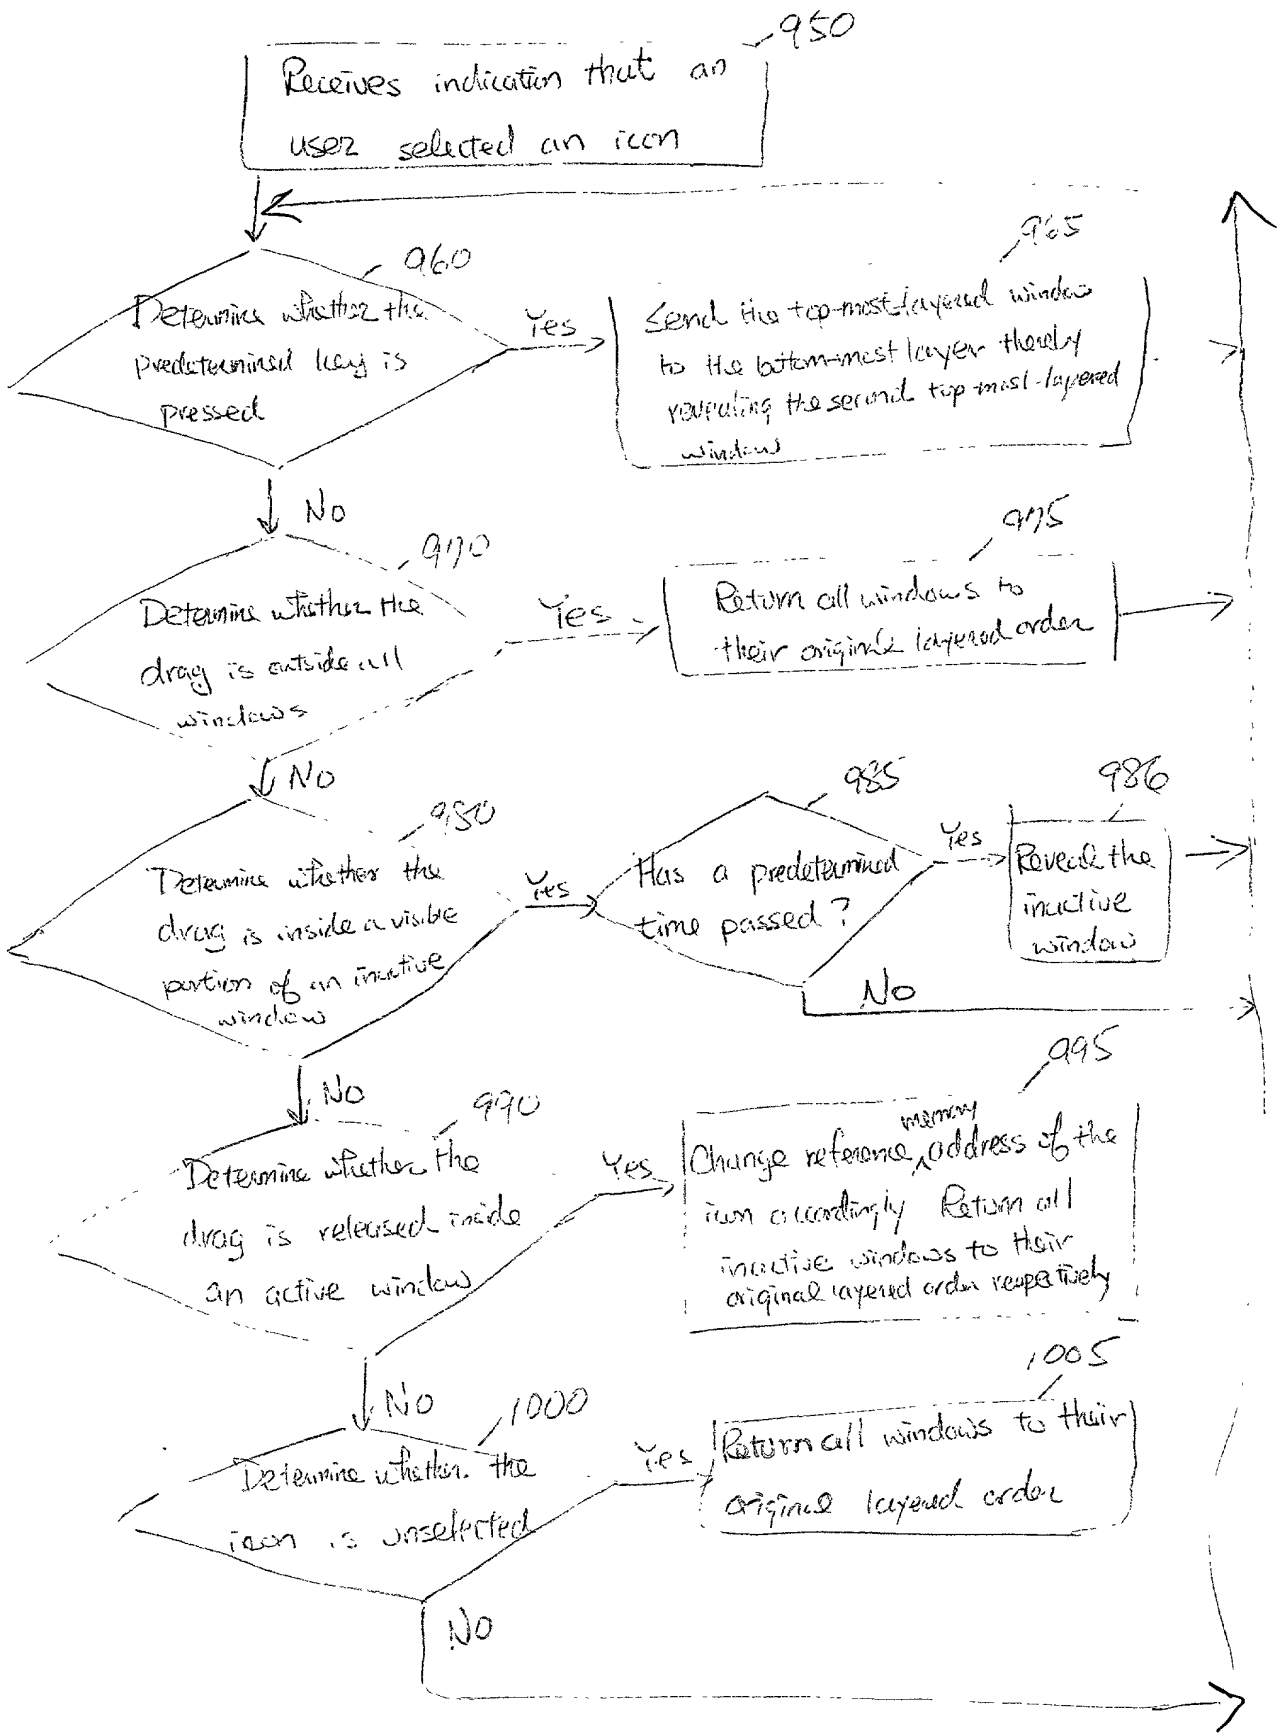 950
Receives indication that an
user selected an icon
960
Determine whether the
predetermined key is
pressed
Yes
965
Send the top-most-layered window
to the bottom-most layer thereby
revealing the second top-most-layered
window
No
970
Determine whether the
drag is outside all
windows
Yes
975
Return all windows to
their original layered order
No
980
Determine whether the
drag is inside a visible
portion of an inactive
window
Yes
985
Has a predetermined
time passed?
Yes
986
Reveal the
inactive
window
No
No
990
Determine whether the
drag is released inside
an active window
Yes
995
Change reference memory address of the
icon accordingly Return all
inactive windows to their
original layered order respectively
No
1000
Determine whether the
icon is unselected
Yes
1005
Return all windows to their
original layered order
No